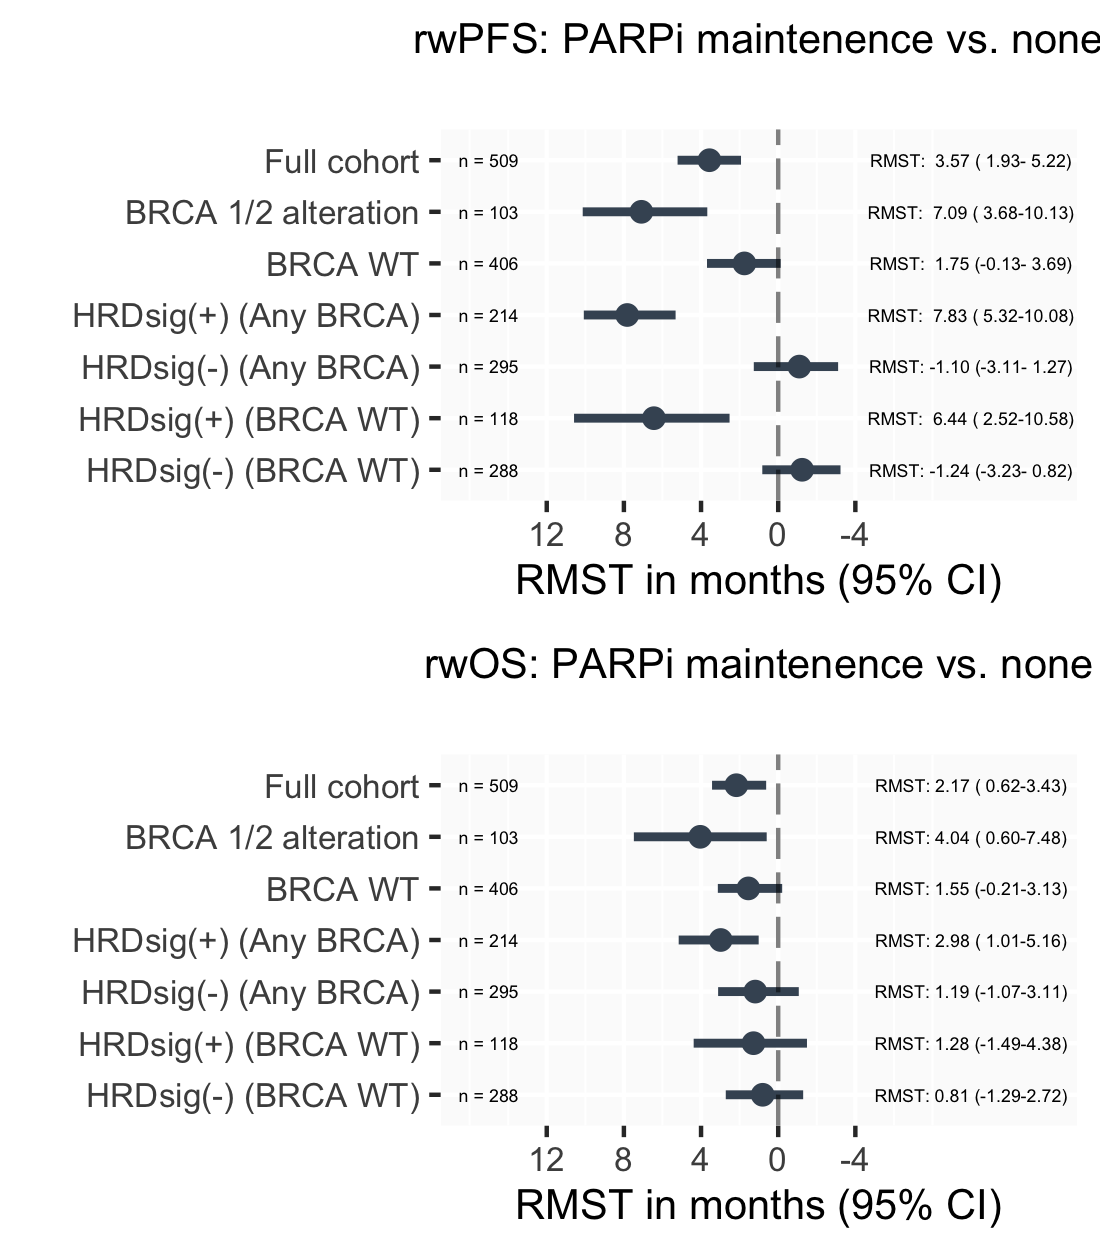 rwPFS: PARPi maintenence vs. none
Full cohort n = 509 RMST: 3.57 ( 1.93- 5.22)
BRCA 1/2 alteration n = 103 RMST: 7.09 ( 3.68-10.13)
BRCA WT n = 406 RMST: 1.75 (-0.13- 3.69)
HRDsig(+) (Any BRCA) n = 214 RMST: 7.83 ( 5.32-10.08)
HRDsig(-) (Any BRCA) n = 295 RMST: -1.10 (-3.11- 1.27)
HRDsig(+) (BRCA WT) n = 118 RMST: 6.44 ( 2.52-10.58)
HRDsig(-) (BRCA WT) n = 288 RMST: -1.24 (-3.23- 0.82)
12 8 4 0 -4
RMST in months (95% CI)
rwOS: PARPi maintenence vs. none
Full cohort n = 509 RMST: 2.17 ( 0.62-3.43)
BRCA 1/2 alteration n = 103 RMST: 4.04 ( 0.60-7.48)
BRCA WT n = 406 RMST: 1.55 (-0.21-3.13)
HRDsig(+) (Any BRCA) n = 214 RMST: 2.98 ( 1.01-5.16)
HRDsig(-) (Any BRCA) n = 295 RMST: 1.19 (-1.07-3.11)
HRDsig(+) (BRCA WT) n = 118 RMST: 1.28 (-1.49-4.38)
HRDsig(-) (BRCA WT) n = 288 RMST: 0.81 (-1.29-2.72)
12 8 4 0 -4
RMST in months (95% CI)